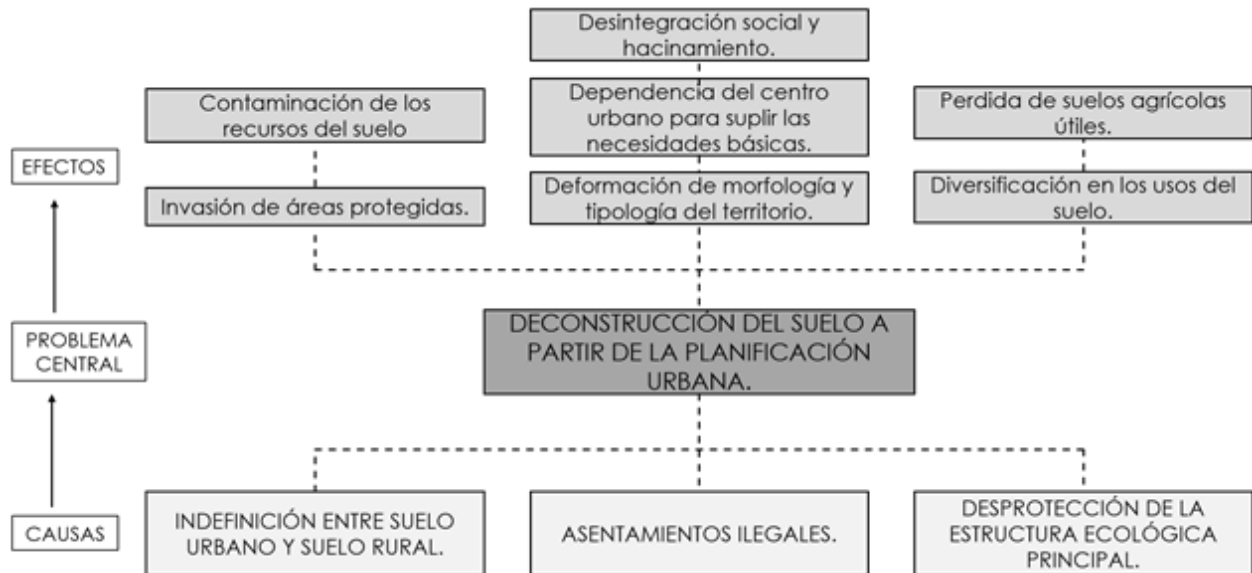 Desintegración social y
hacinamiento.
Contaminación de los
recursos del suelo
Dependencia del centro
urbano para suplir las
necesidades básicas.
Perdida de suelos agrícolas
útiles.
EFECTOS
Invasión de áreas protegidas.
Deformación de morfología y
tipología del territorio.
Diversificación en los usos del
suelo.
PROBLEMA
CENTRAL
DECONSTRUCCIÓN DEL SUELO A
PARTIR DE LA PLANIFICACIÓN
URBANA.
CAUSAS
INDEFINICIÓN ENTRE SUELO
URBANO Y SUELO RURAL.
ASENTAMIENTOS ILEGALES.
DESPROTECCIÓN DE LA
ESTRUCTURA ECOLÓGICA
PRINCIPAL.